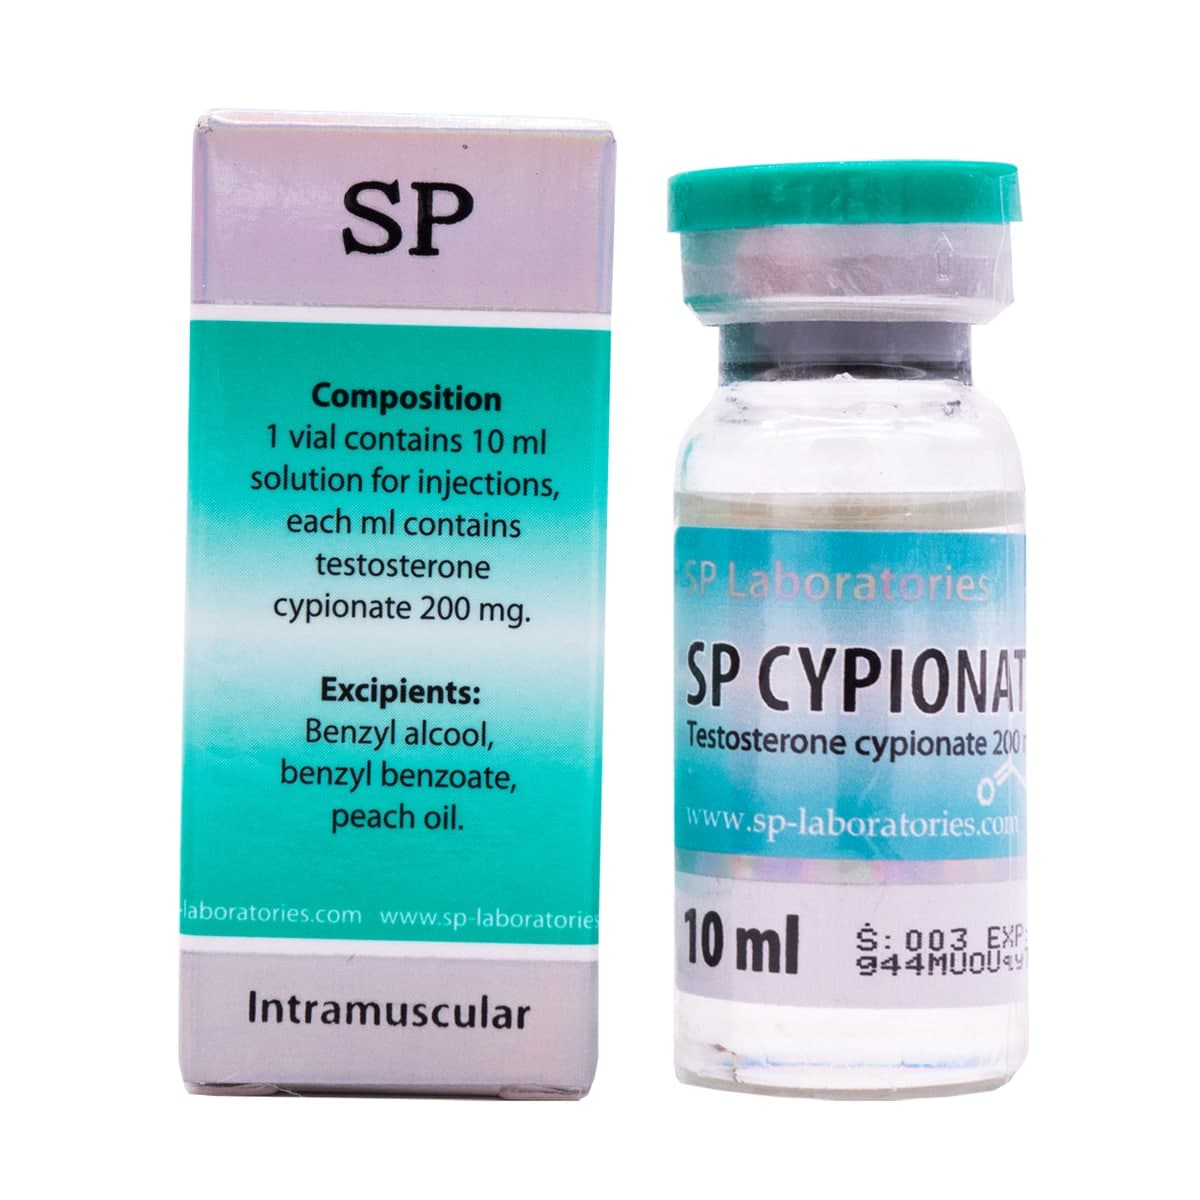 SP
Composition
1 vial contains 10 ml
solution for injections,
each ml contains
testosterone
cypionate 200 mg.
Excipients:
Benzyl alcool,
benzyl benzoate,
peach oil.
-laboratories.com www.sp-laboratories
Intramuscular
SP Laboratories
SP CYPIONAT
Testosterone cypionate 200
O
www.sp-laboratories.com
10 ml
S: 003 EXP: